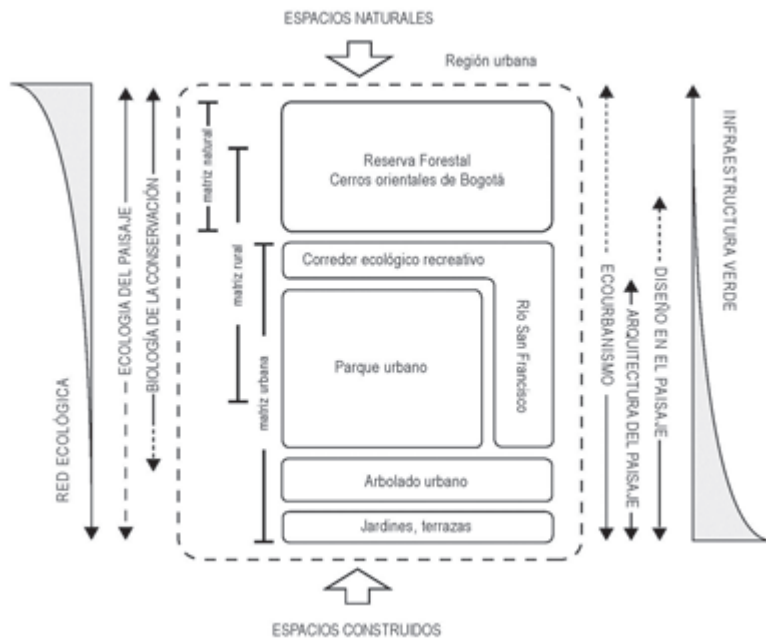 ESPACIOS NATURALES
Región urbana
RED ECOLÓGICA
ECOLOGIA DEL PAISAJE
BIOLOGÍA DE LA CONSERVACIÓN
matriz natural
matriz rural
matriz urbana
Reserva Forestal
Cerros orientales de Bogotá
Corredor ecológico recreativo
Río San Francisco
Parque urbano
Arbolado urbano
Jardines, terrazas
ECOURBANISMO
ARQUITECTURA DEL PAISAJE
DISEÑO EN EL PAISAJE
INFRAESTRUCTURA VERDE
ESPACIOS CONSTRUIDOS